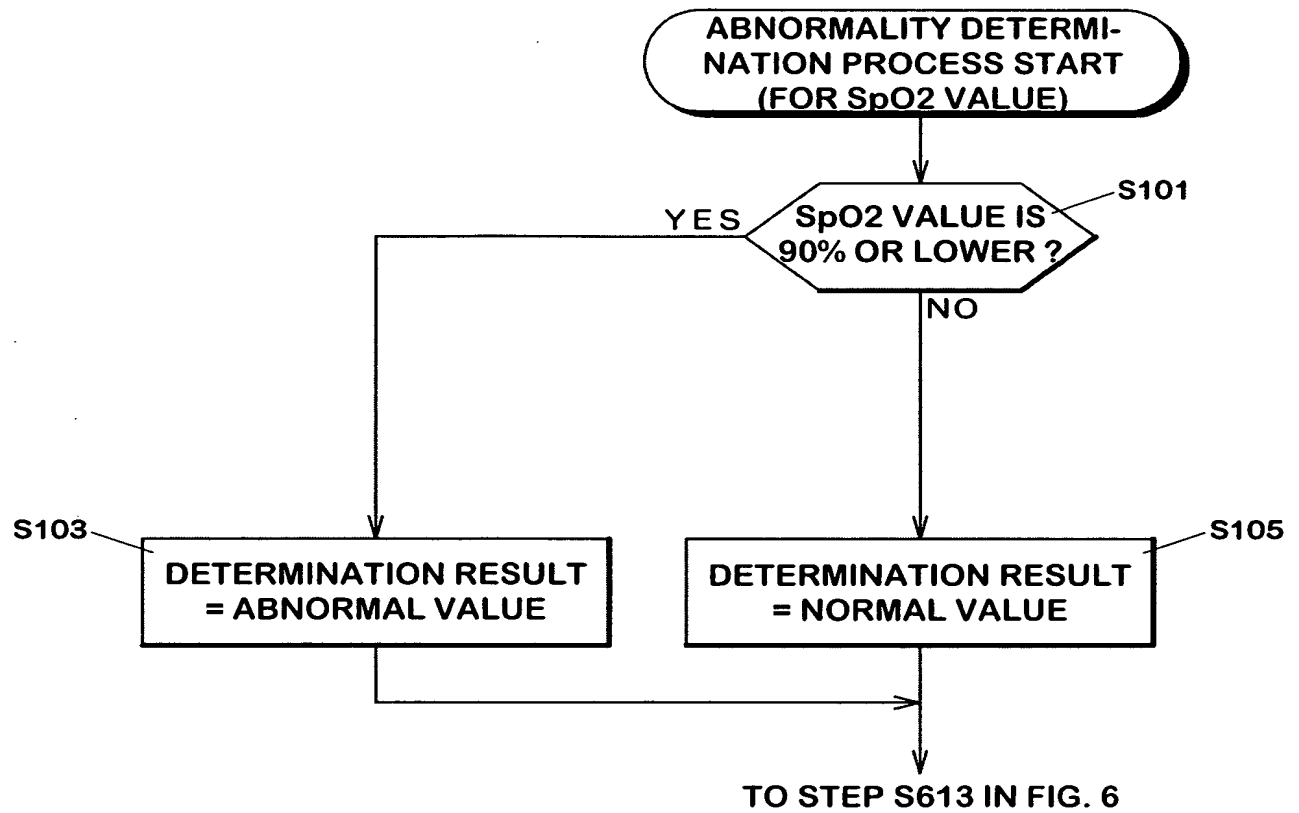 ABNORMALITY DETERMI-
NATION PROCESS START
(FOR SpO2 VALUE)
S101
YES
SpO2 VALUE IS
90% OR LOWER ?
NO
S103
S105
DETERMINATION RESULT
= ABNORMAL VALUE
DETERMINATION RESULT
= NORMAL VALUE
TO STEP S613 IN FIG. 6